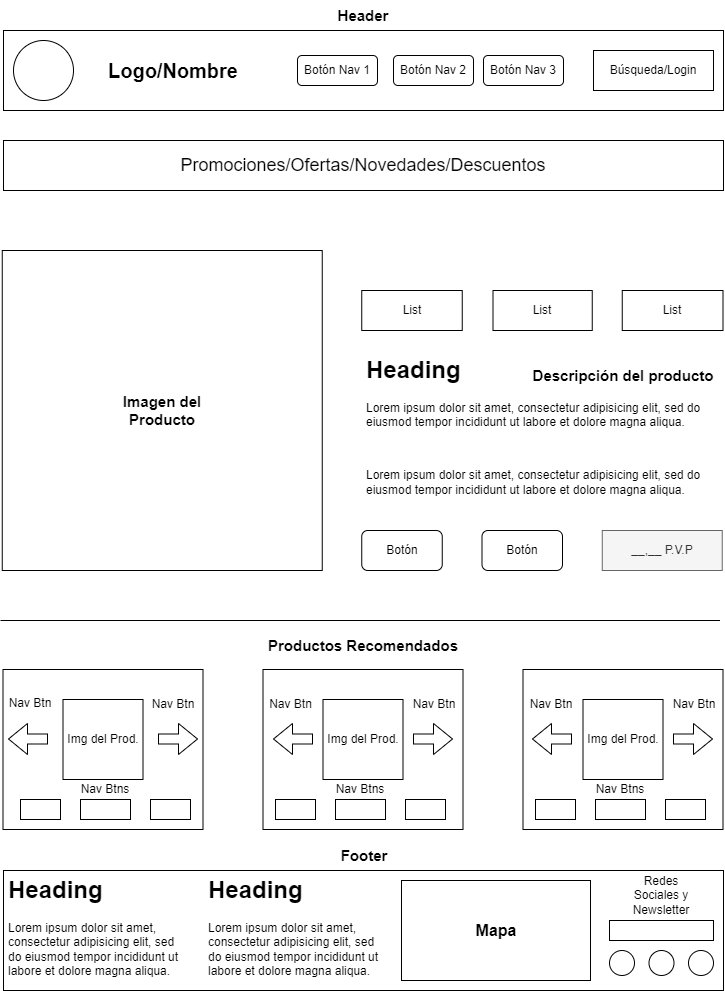 Header
Logo/Nombre
Botón Nav 1
Botón Nav 2
Botón Nav 3
Búsqueda/Login
Promociones/Ofertas/Novedades/Descuentos
Imagen del
Producto
List
List
List
Heading
Descripción del producto
Lorem ipsum dolor sit amet, consectetur adipisicing elit, sed do
eiusmod tempor incididunt ut labore et dolore magna aliqua.
Lorem ipsum dolor sit amet, consectetur adipisicing elit, sed do
eiusmod tempor incididunt ut labore et dolore magna aliqua.
Botón
Botón
__,__ P.V.P
Productos Recomendados
Nav Btn
Img del Prod.
Nav Btn
Nav Btns
Nav Btn
Img del Prod.
Nav Btn
Nav Btns
Nav Btn
Img del Prod.
Nav Btn
Nav Btns
Footer
Heading
Lorem ipsum dolor sit amet,
consectetur adipisicing elit, sed
do eiusmod tempor incididunt ut
labore et dolore magna aliqua.
Heading
Lorem ipsum dolor sit amet,
consectetur adipisicing elit, sed
do eiusmod tempor incididunt ut
labore et dolore magna aliqua.
Mapa
Redes
Sociales y
Newsletter